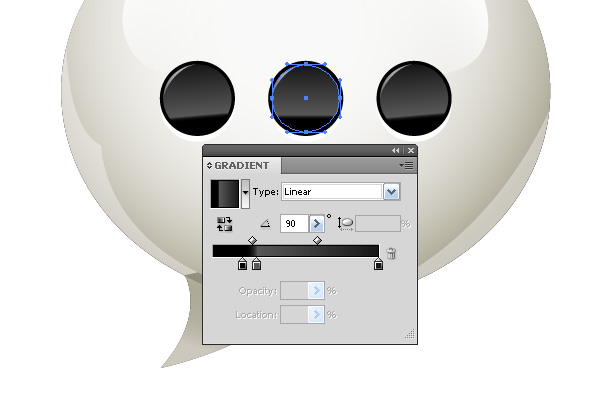 GRADIENT
Type: Linear
90 ° %
Opacity: %
Location: %